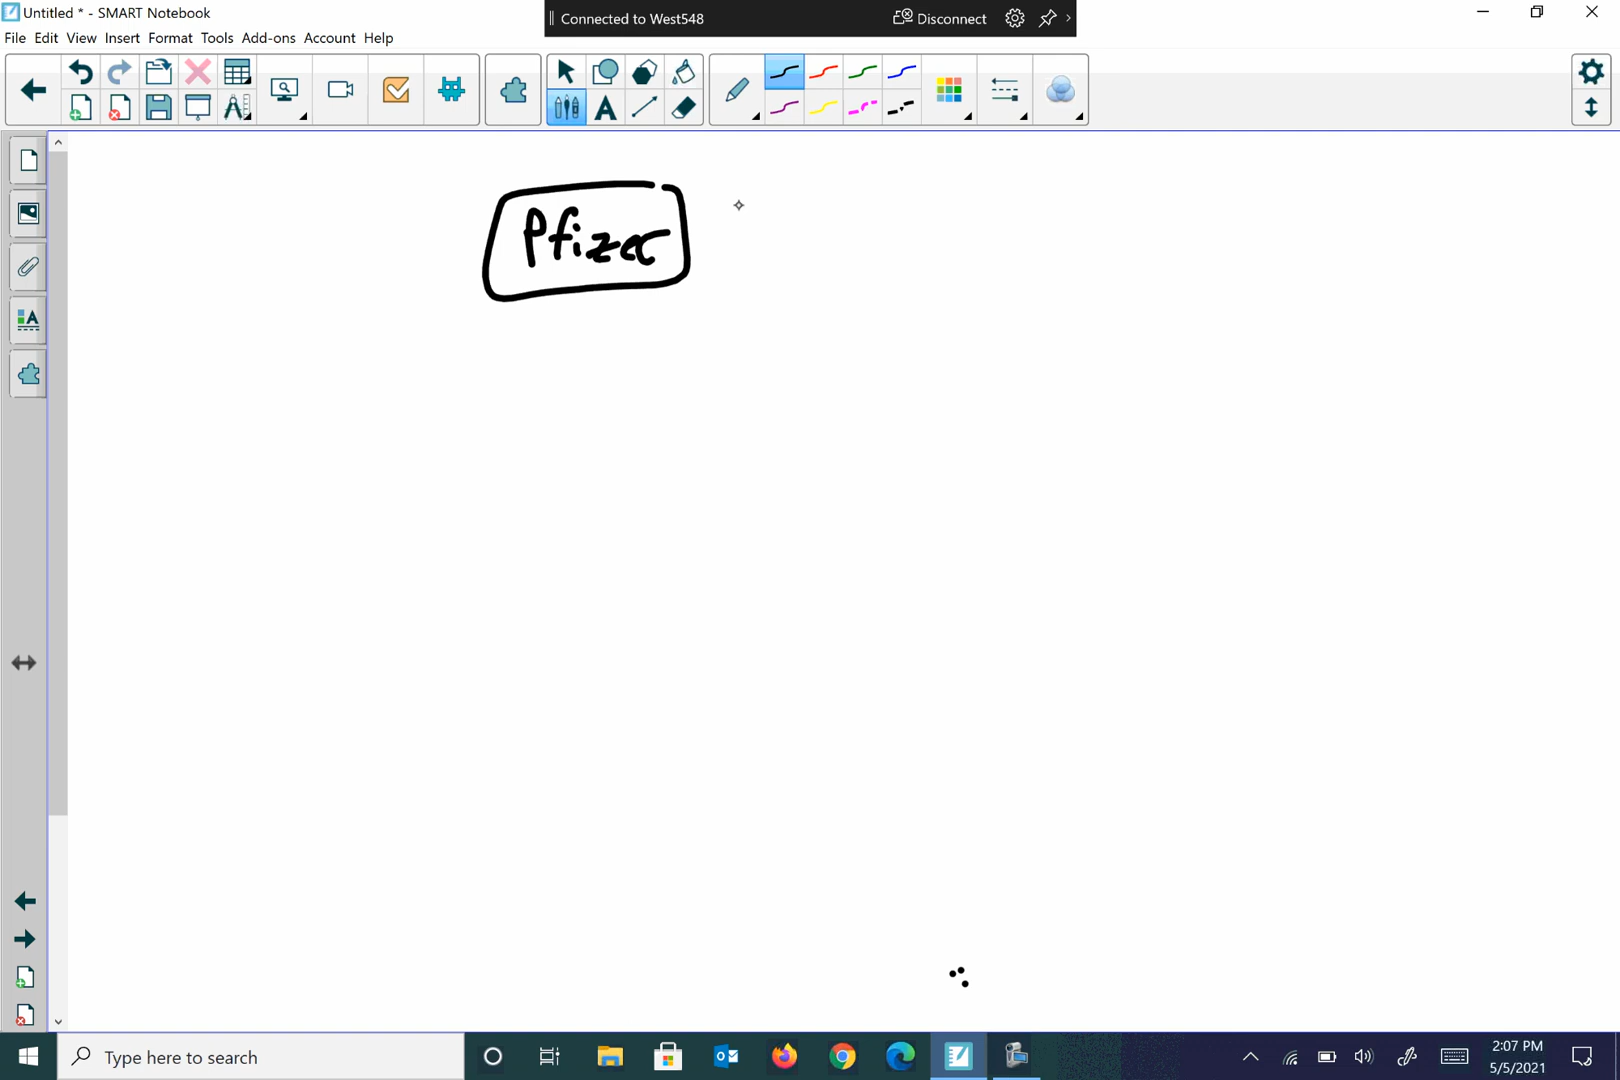 Untitled * - SMART Notebook
Connected to West548
Disconnect
File Edit View Insert Format Tools Add-ons Account Help
Pfizer
Type here to search
2:07 PM
5/5/2021